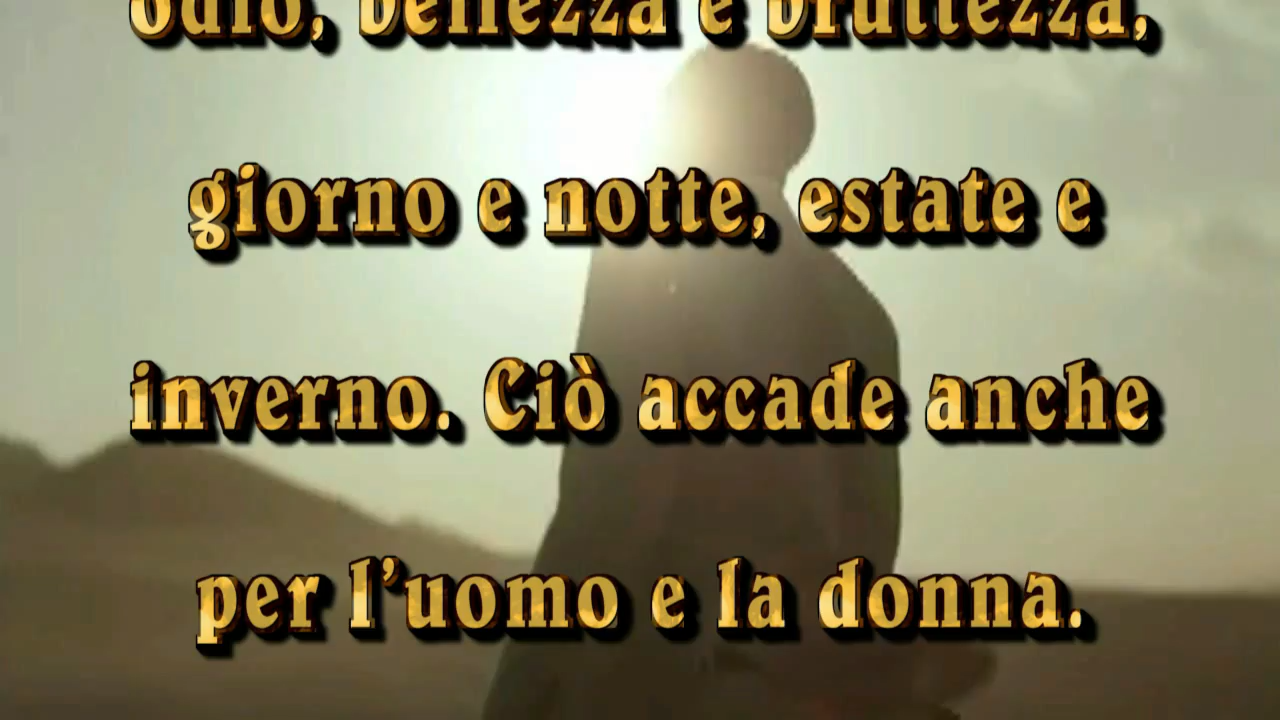 odio, bellezza e bruttezza,
giorno e notte, estate e
inverno. Ciò accade anche
per l'uomo e la donna.